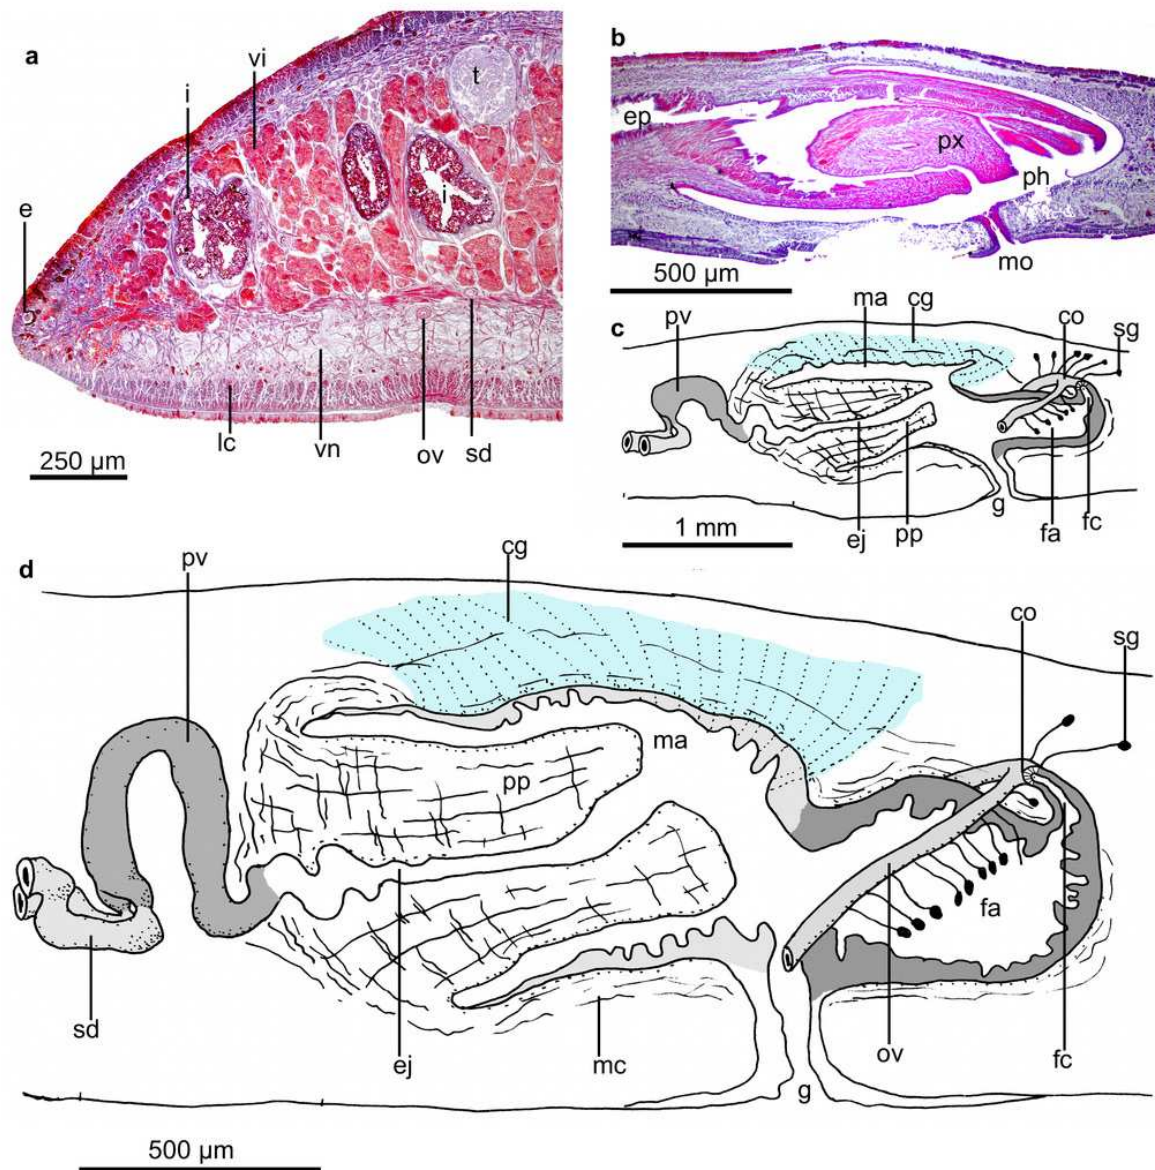 a
vi
t
i
i
e
lc
vn
ov
sd
250 µm
b
ep
px
ph
mo
500 µm
c
pv
ma
cg
co
sg
ej
pp
g
fa
fc
1 mm
d
pv
cg
co
sg
ma
pp
fa
sd
ej
mc
g
ov
fc
500 µm